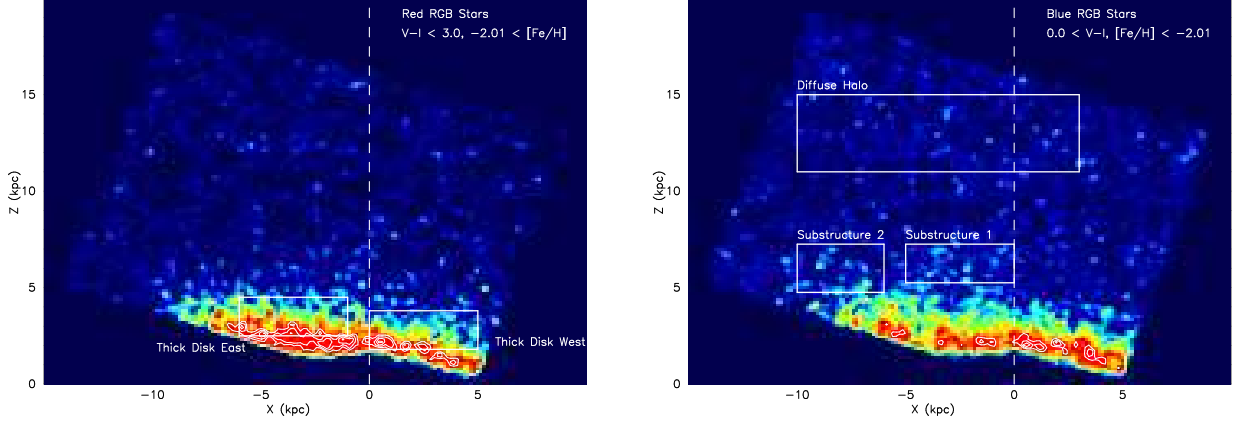 Red RGB Stars
V-I < 3.0, -2.01 < [Fe/H]
15
10
5
0
Z (kpc)
Thick Disk East
Thick Disk West
-10
-5
0
5
X (kpc)
Blue RGB Stars
0.0 < V-I, [Fe/H] < -2.01
Diffuse Halo
Substructure 2
Substructure 1
15
10
5
0
Z (kpc)
-10
-5
0
5
X (kpc)